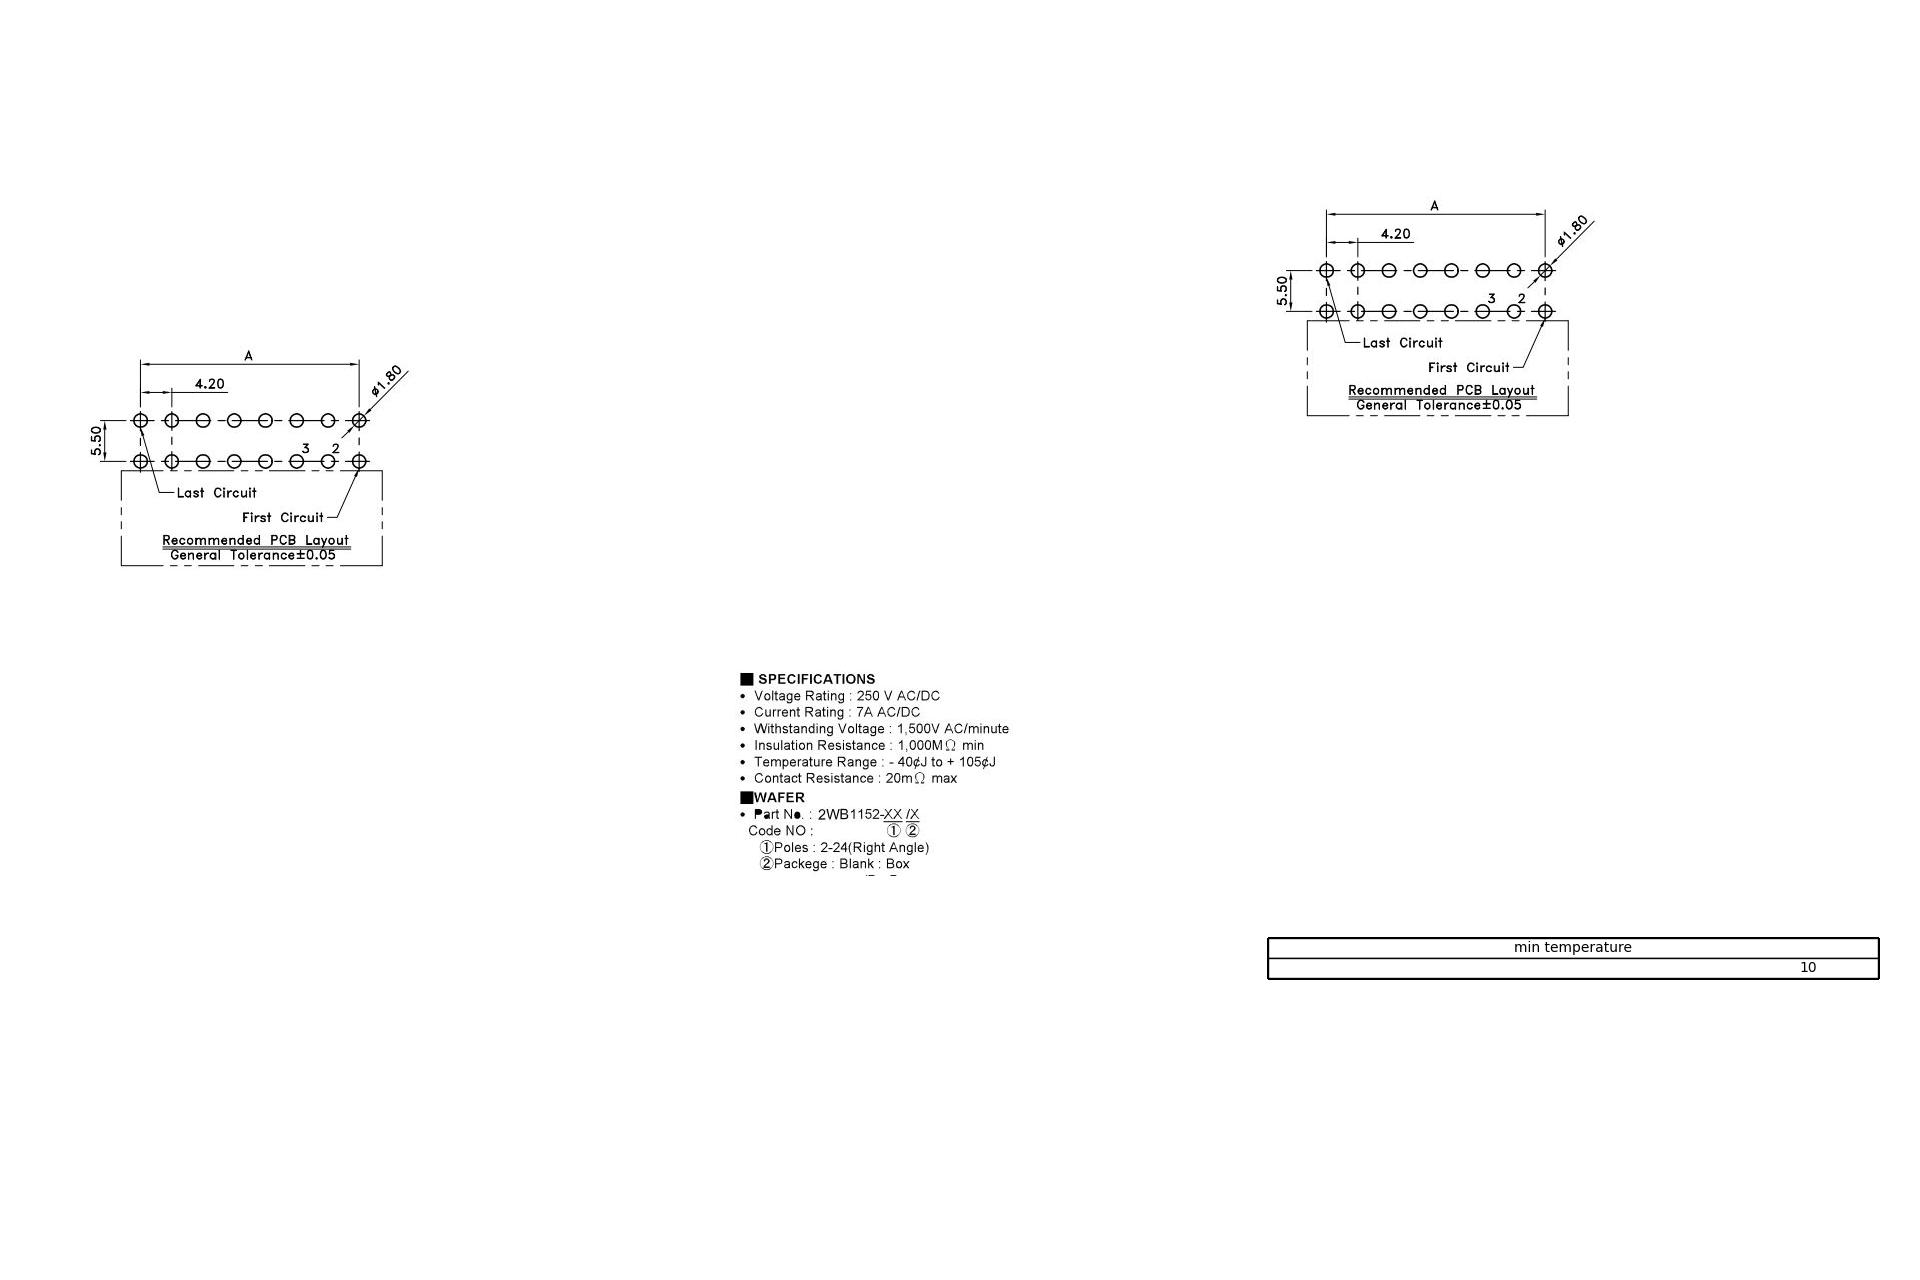 A
4.20
ø1.80
5.50
3 2
Last Circuit
First Circuit
Recommended PCB Layout
General Tolerance±0.05
A
4.20
ø1.80
5.50
3 2
Last Circuit
First Circuit
Recommended PCB Layout
General Tolerance±0.05
■ SPECIFICATIONS
• Voltage Rating : 250 V AC/DC
• Current Rating : 7A AC/DC
• Withstanding Voltage : 1,500V AC/minute
• Insulation Resistance : 1,000MΩ min
• Temperature Range : - 40¢J to + 105¢J
• Contact Resistance : 20mΩ max
■WAFER
• Part No. : 2WB1152-XX /X
Code NO : ① ②
①Poles : 2-24(Right Angle)
②Packege : Blank : Box
min temperature
10